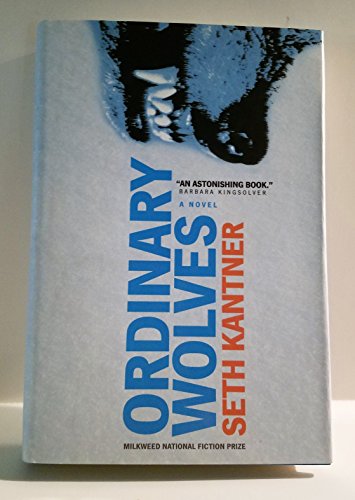 "AN ASTONISHING BOOK."
BARBARA KINGSOLVER
A NOVEL
ORDINARY
WOLVES
SETH KANTNER
MILKWEED NATIONAL FICTION PRIZE